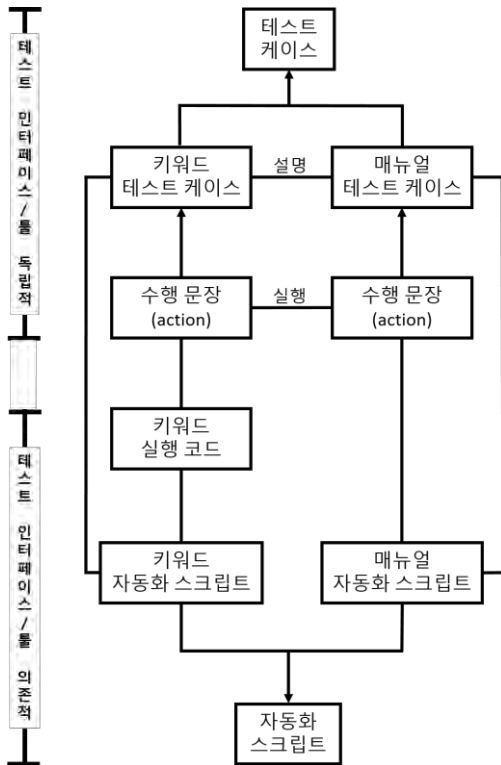 테스트
케이스
테스트 인터페이스/툴 독립적
키워드
테스트 케이스
설명
매뉴얼
테스트 케이스
수행 문장
(action)
실행
수행 문장
(action)
키워드
실행 코드
테스트 인터페이스/툴 의존적
키워드
자동화 스크립트
매뉴얼
자동화 스크립트
자동화
스크립트